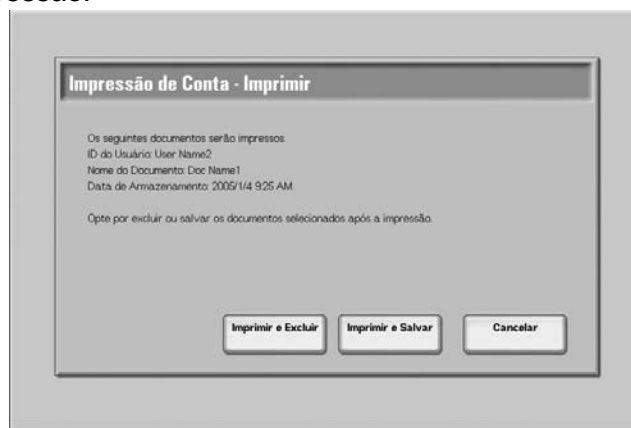 Impressão de Conta - Imprimir
Os seguintes documentos serão impressos.
ID do Usuário: User Name2
Nome do Documento: Doc Name1
Data de Armazenamento: 2005/1/4 9:25 AM
Opte por excluir ou salvar os documentos selecionados após a impressão.
Imprimir e Excluir
Imprimir e Salvar
Cancelar